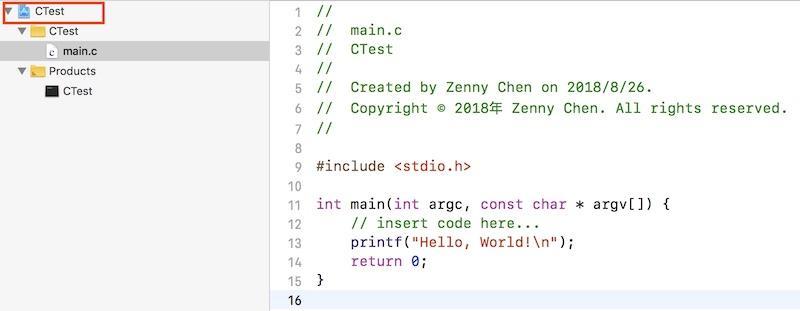 CTest
CTest
main.c
Products
CTest
1 //
2 //  main.c
3 //  CTest
4 //
5 //  Created by Zenny Chen on 2018/8/26.
6 //  Copyright © 2018年 Zenny Chen. All rights reserved.
7 //
8
9 #include <stdio.h>
10
11 int main(int argc, const char * argv[]) {
12     // insert code here...
13     printf("Hello, World!\n");
14     return 0;
15 }
16